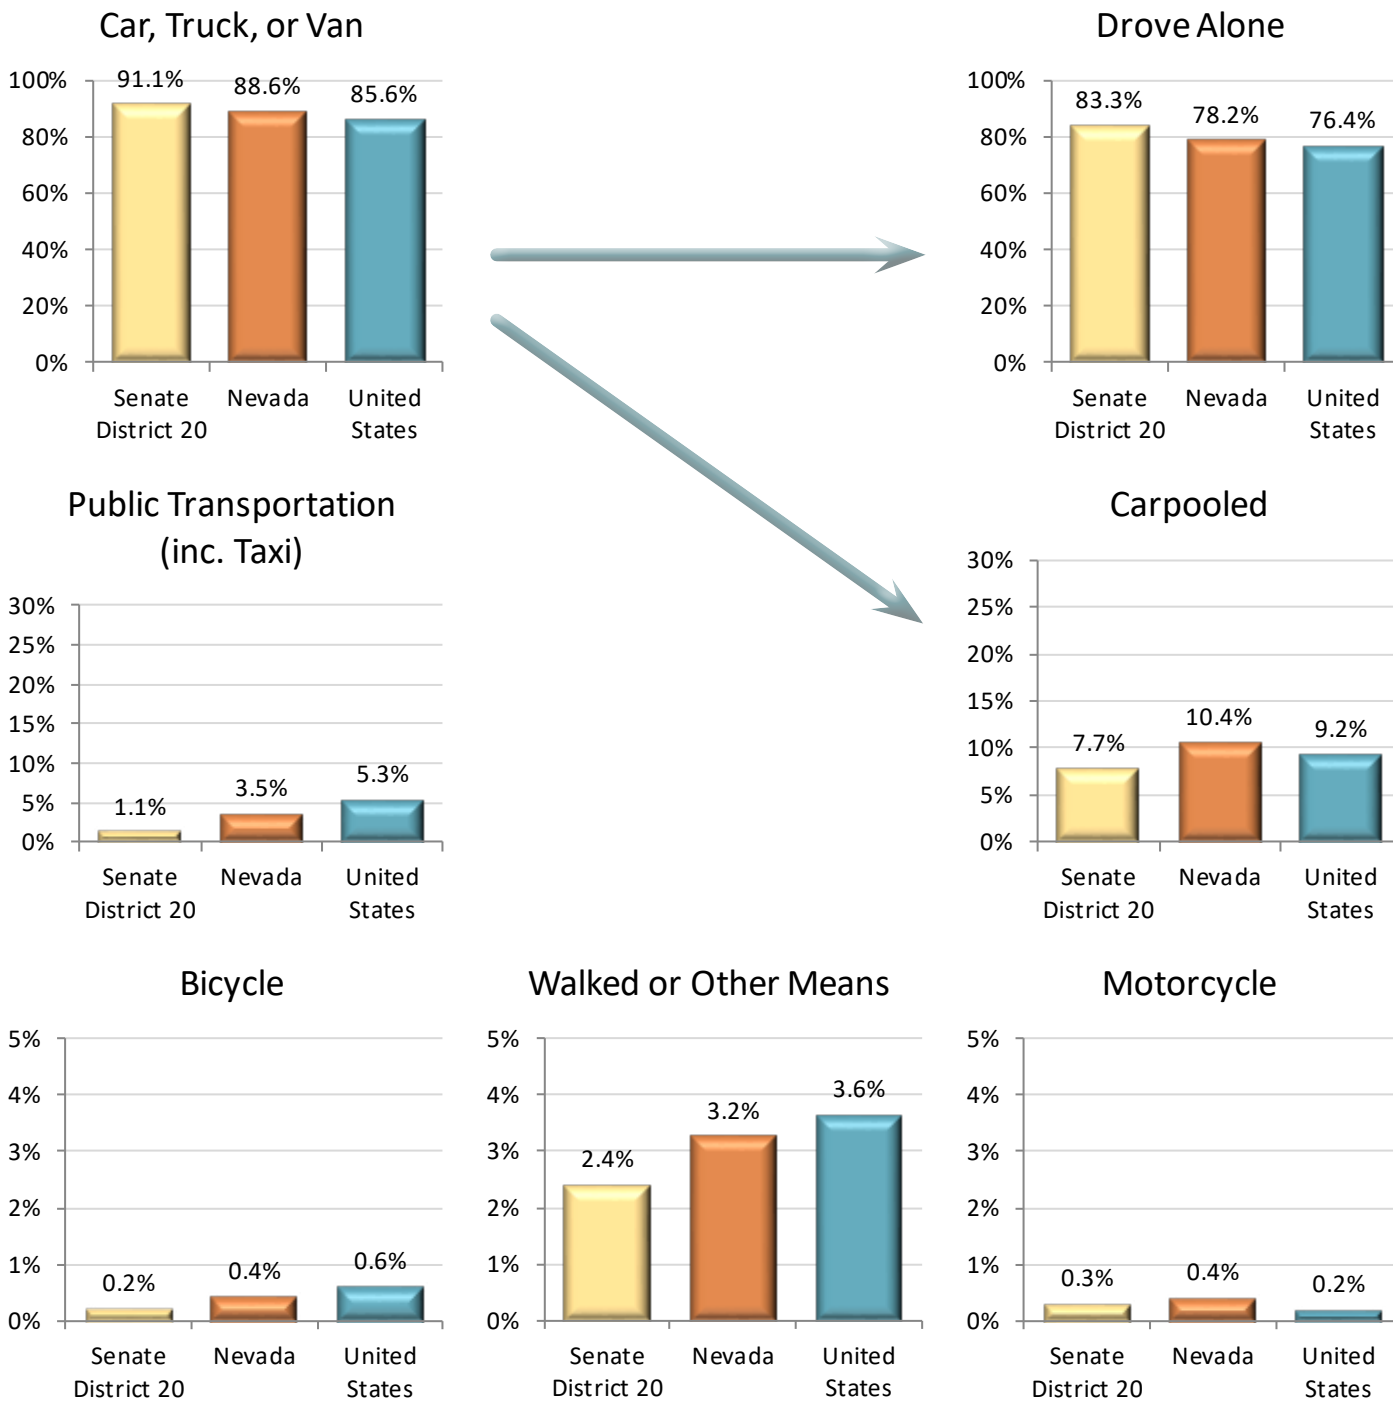 Car, Truck, or Van
100%
80%
60%
40%
20%
0%
91.1%
88.6%
85.6%
Senate
District 20
Nevada
United
States
Drove Alone
100%
80%
60%
40%
20%
0%
83.3%
78.2%
76.4%
Senate
District 20
Nevada
United
States
Public Transportation
(inc. Taxi)
30%
25%
20%
15%
10%
5%
0%
1.1%
3.5%
5.3%
Senate
District 20
Nevada
United
States
Carpooled
30%
25%
20%
15%
10%
5%
0%
7.7%
10.4%
9.2%
Senate
District 20
Nevada
United
States
Bicycle
5%
4%
3%
2%
1%
0%
0.2%
0.4%
0.6%
Senate
District 20
Nevada
United
States
Walked or Other Means
5%
4%
3%
2%
1%
0%
2.4%
3.2%
3.6%
Senate
District 20
Nevada
United
States
Motorcycle
5%
4%
3%
2%
1%
0%
0.3%
0.4%
0.2%
Senate
District 20
Nevada
United
States